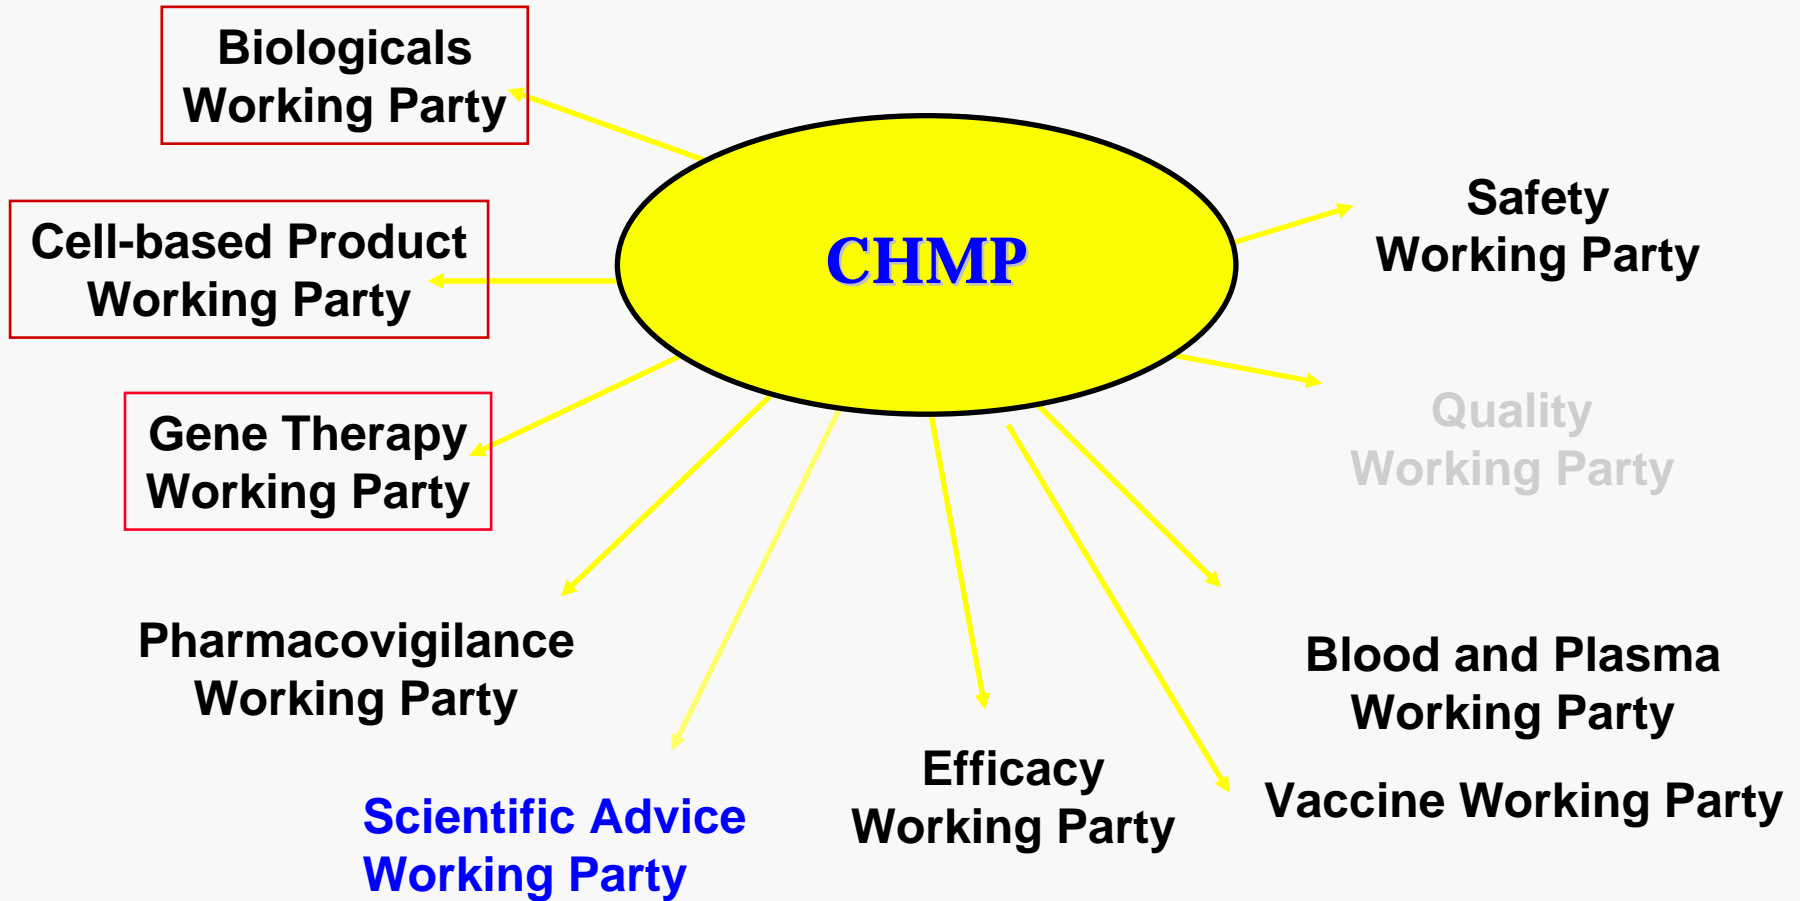 Biologicals
Working Party
Cell-based Product
Working Party
Gene Therapy
Working Party
Pharmacovigilance
Working Party
Scientific Advice
Working Party
CHMP
Efficacy
Working Party
Safety
Working Party
Quality
Working Party
Blood and Plasma
Working Party
Vaccine Working Party